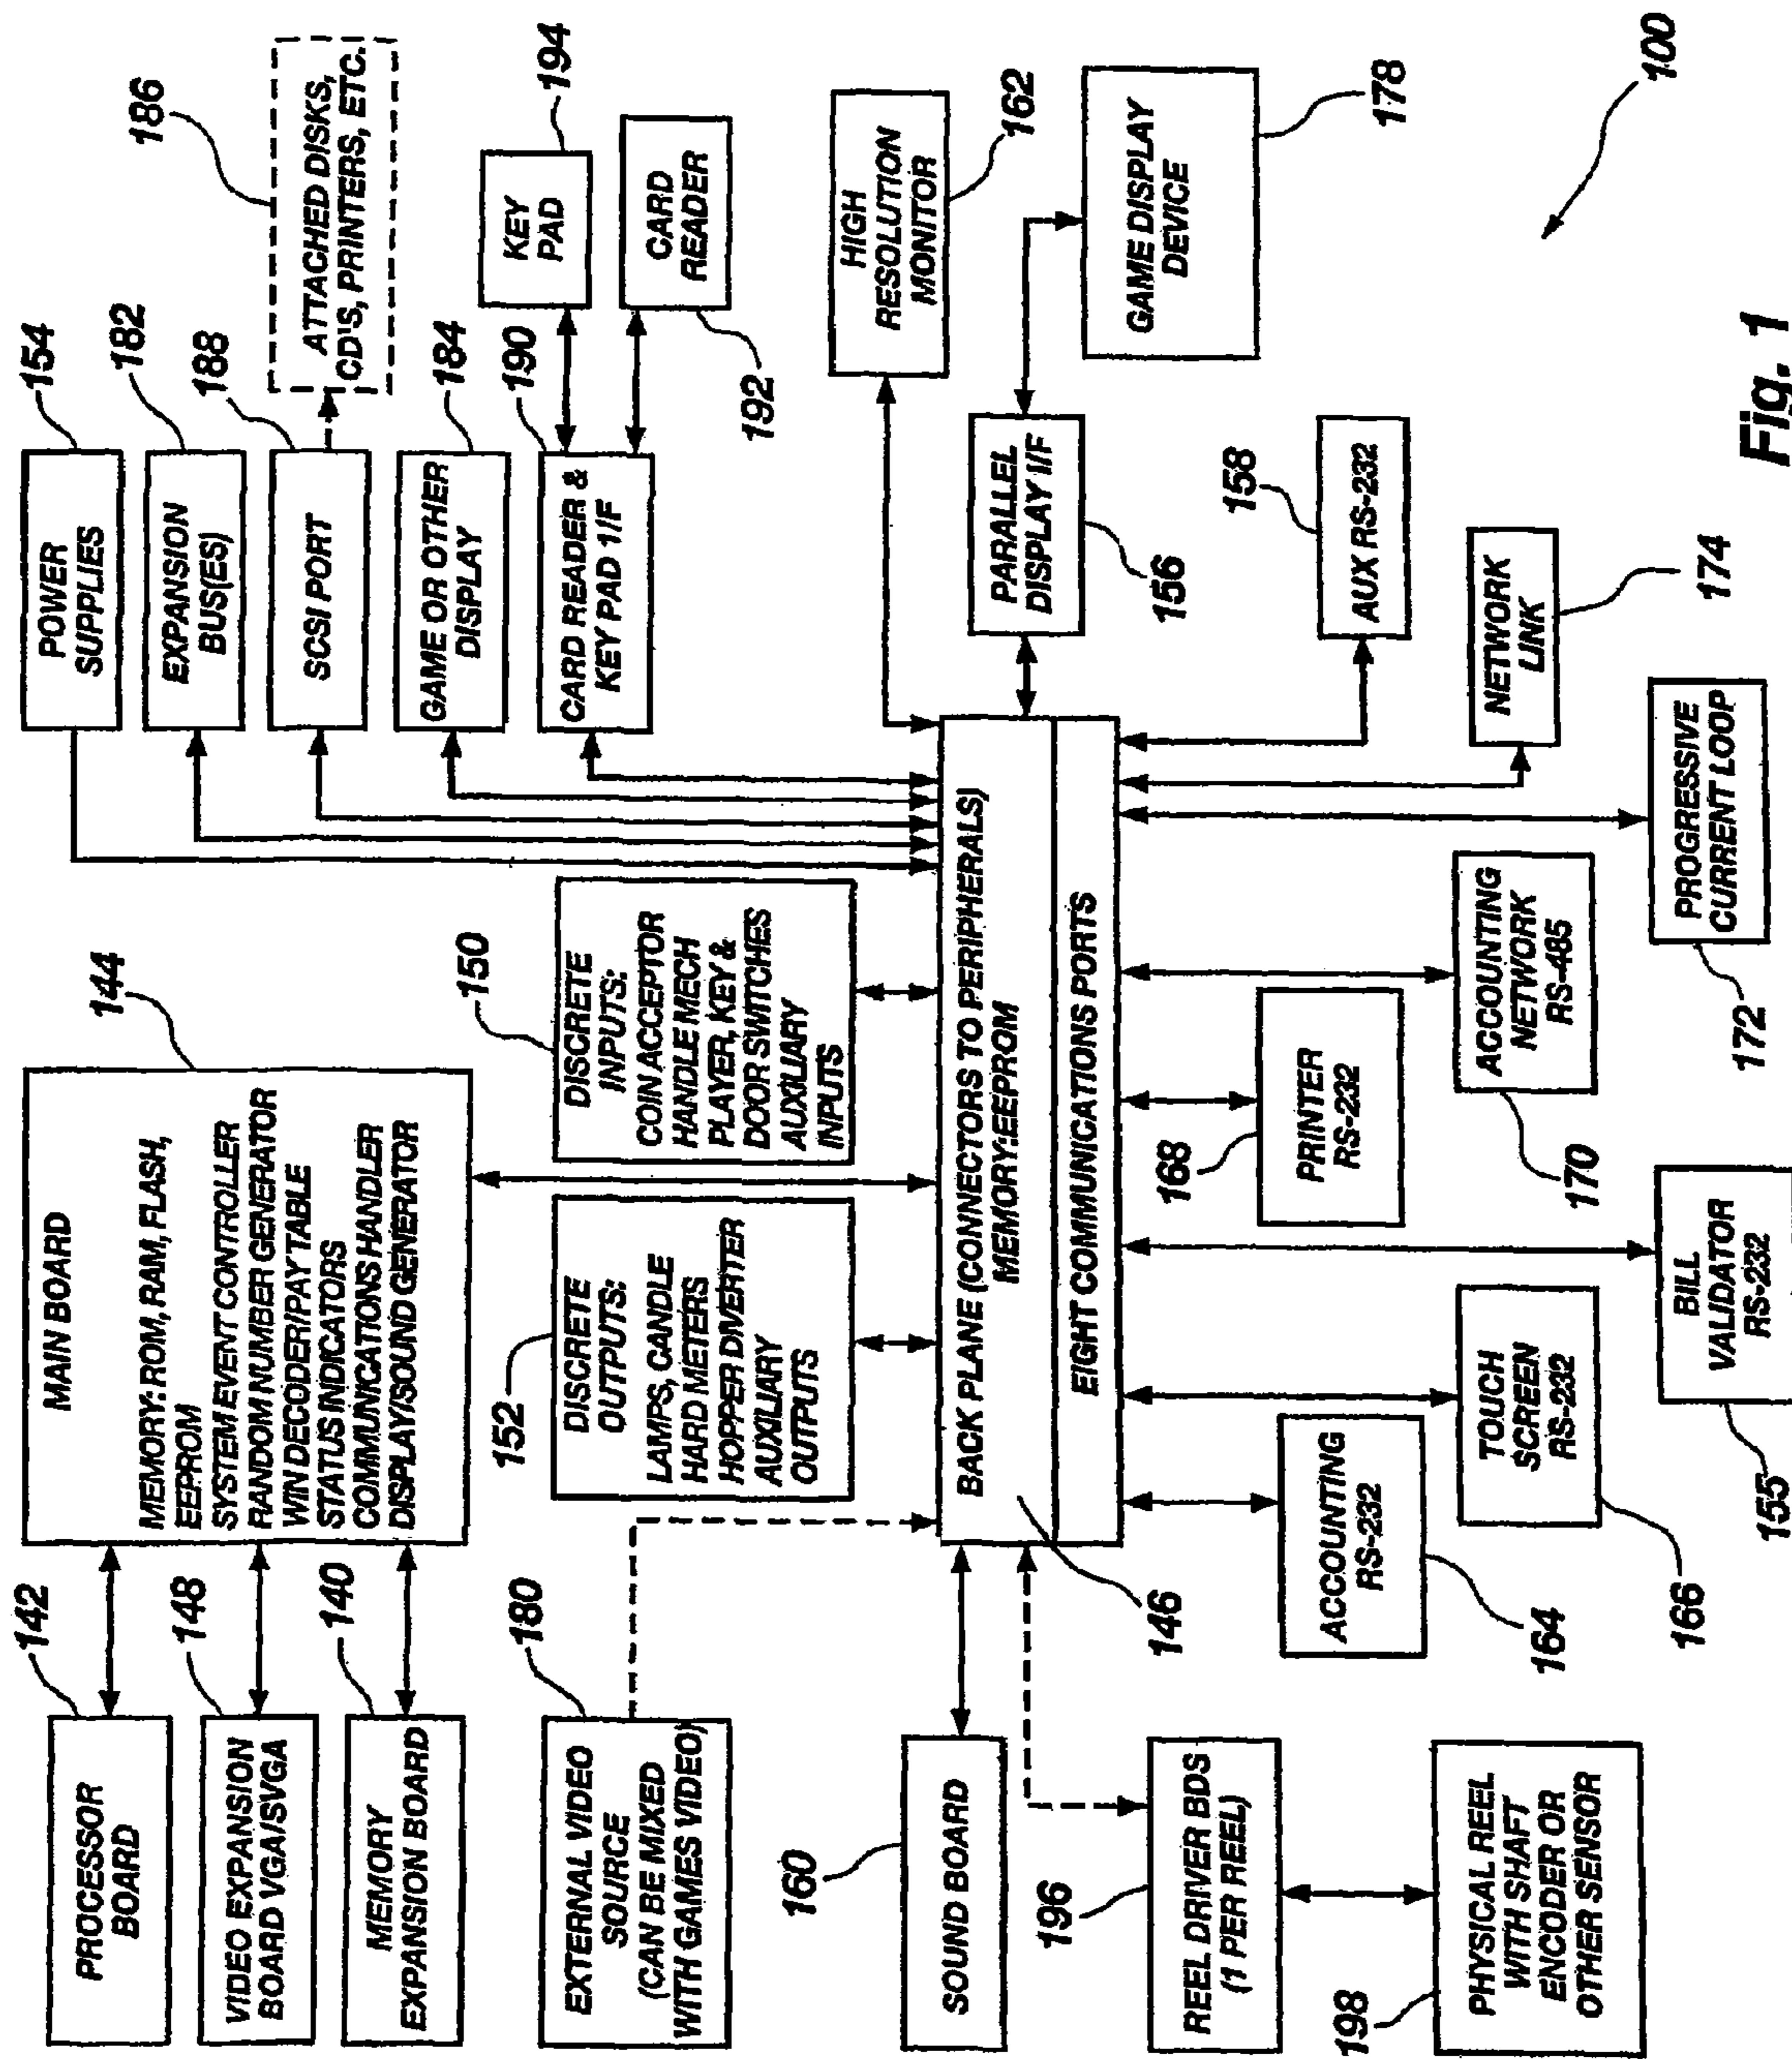 142
PROCESSOR
BOARD
148
VIDEO EXPANSION
BOARD VGA/SVGA
140
MEMORY
EXPANSION BOARD
144
MAIN BOARD
MEMORY: ROM, RAM, FLASH,
EEPROM
SYSTEM EVENT CONTROLLER
RANDOM NUMBER GENERATOR
WIN DECODER/PAY TABLE
STATUS INDICATORS
COMMUNICATIONS HANDLER
DISPLAY/SOUND GENERATOR
154
POWER
SUPPLIES
182
EXPANSION
BUS(ES)
188
SCSI PORT
186
ATTACHED DISKS,
CD'S, PRINTERS, ETC.
184
GAME OR OTHER
DISPLAY
190
CARD READER &
KEY PAD 1/F
194
KEY
PAD
192
CARD
READER
180
EXTERNAL VIDEO
SOURCE
(CAN BE MIXED
WITH GAMES VIDEO)
152
DISCRETE
OUTPUTS:
LAMPS, CANDLE
HARD METERS
HOPPER DIVERTER
AUXILIARY
OUTPUTS
150
DISCRETE
INPUTS:
COIN ACCEPTOR
HANDLE MECH
PLAYER, KEY &
DOOR SWITCHES
AUXILIARY
INPUTS
160
SOUND BOARD
BACK PLANE (CONNECTORS TO PERIPHERALS)
MEMORY:EEPROM
EIGHT COMMUNICATIONS PORTS
146
HIGH
RESOLUTION
MONITOR
162
PARALLEL
DISPLAY I/F
156
GAME DISPLAY
DEVICE
178
196
REEL DRIVER BDS
(1 PER REEL)
198
PHYSICAL REEL
WITH SHAFT
ENCODER OR
OTHER SENSOR
ACCOUNTING
RS-232
164
TOUCH
SCREEN
RS-232
166
BILL
VALIDATOR
RS-232
155
168
PRINTER
RS-232
ACCOUNTING
NETWORK
RS-485
170
PROGRESSIVE
CURRENT LOOP
172
NETWORK
LINK
174
158
AUX RS-232
100
Fig. 1